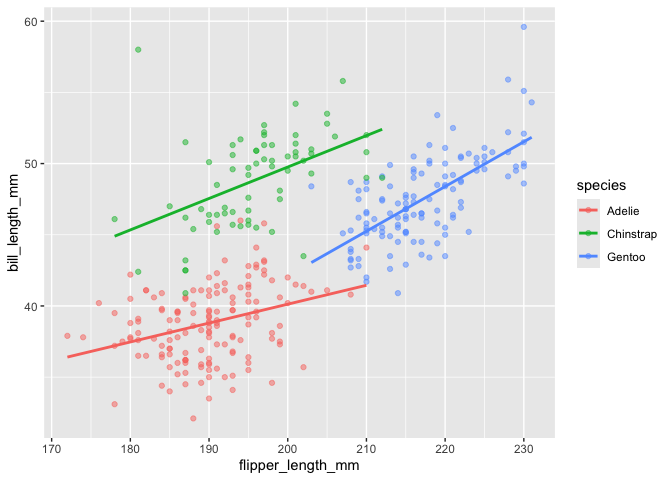 60
50
40
170
180
190
200
210
220
230
flipper_length_mm
bill_length_mm
species
Adelie
Chinstrap
Gentoo